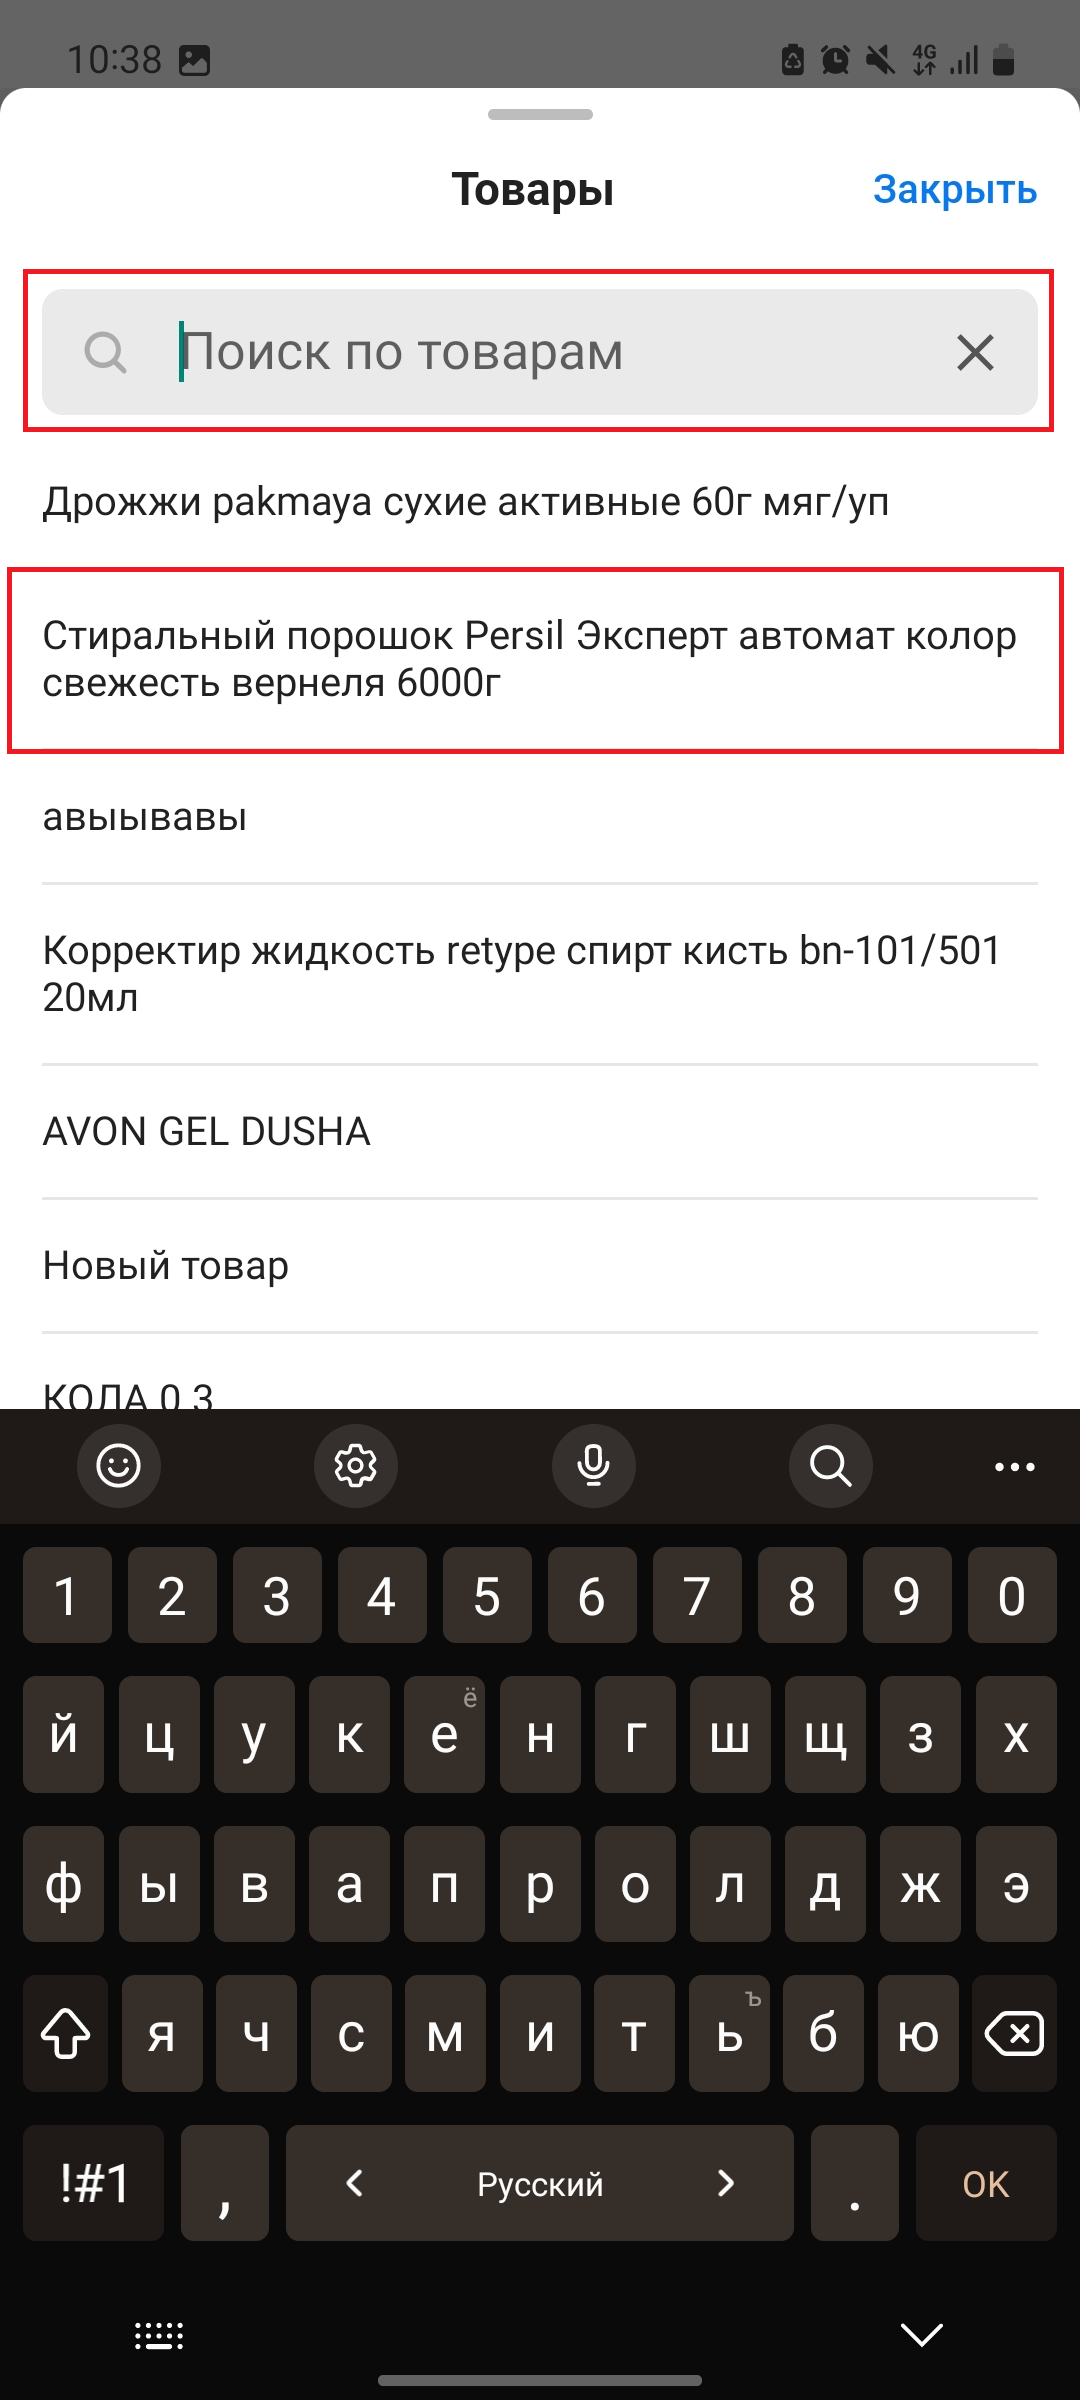 10:38
4G
Товары
Закрыть
Поиск по товарам
Дрожжи pakmaya сухие активные 60г мяг/уп
Стиральный порошок Persil Эксперт автомат колор
свежесть вернеля 6000г
авыывавы
Корректир жидкость retype спирт кисть bn-101/501
20мл
AVON GEL DUSHA
Новый товар
КОЛА 0 3
1 2 3 4 5 6 7 8 9 0
й ц у к е ё н г ш щ з х
ф ы в а п р о л д ж э
я ч с м и т ь ъ б ю
!#1 , Русский . OK